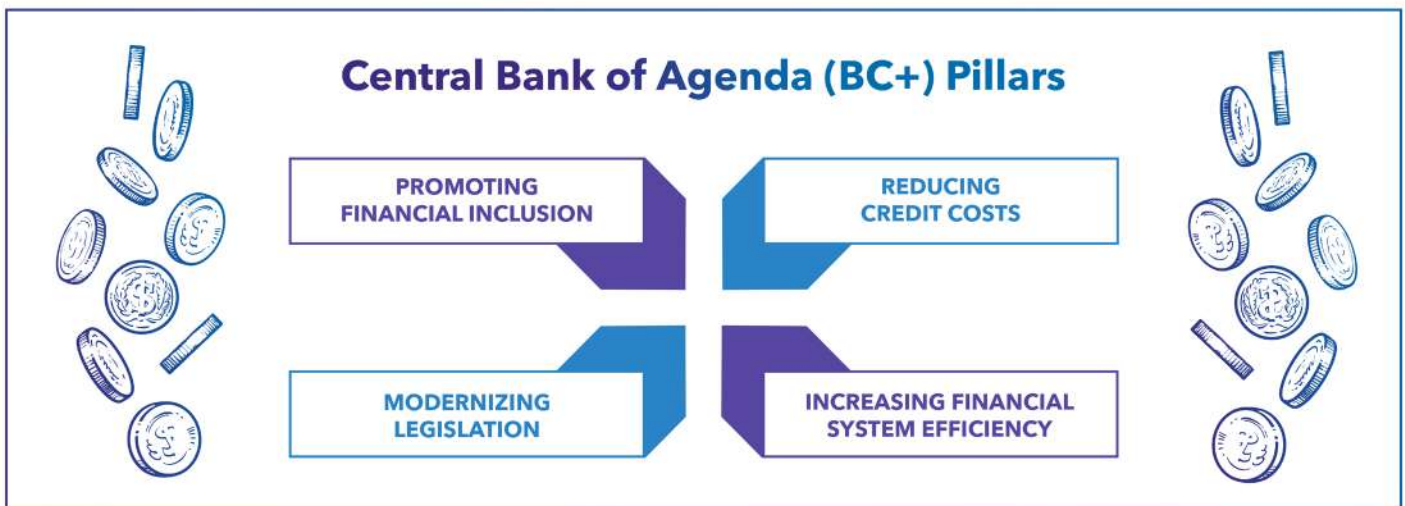 Central Bank of Agenda (BC+) Pillars
PROMOTING
FINANCIAL INCLUSION
REDUCING
CREDIT COSTS
MODERNIZING
LEGISLATION
INCREASING FINANCIAL
SYSTEM EFFICIENCY